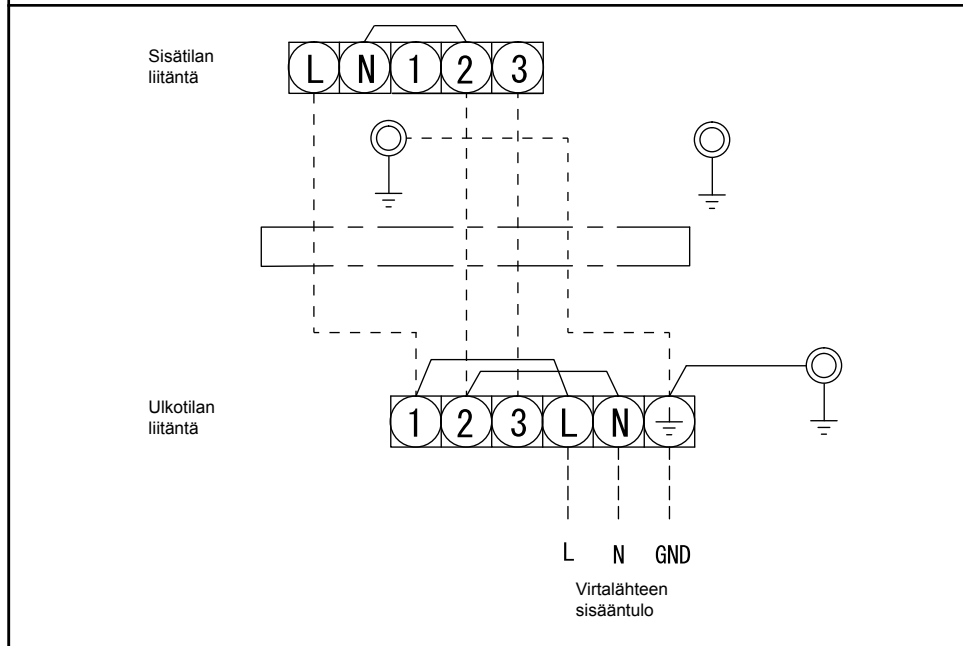 Sisätilan
liitäntä
L N 1 2 3
Ulkotilan
liitäntä
1 2 3 L N
L N GND
Virtalähteen
sisääntulo